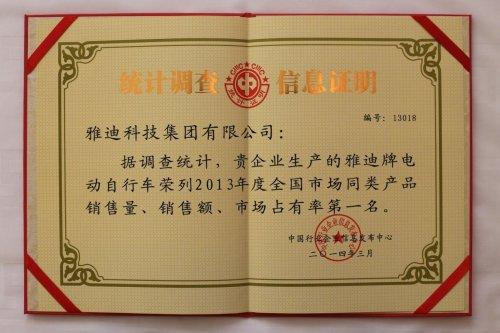 统计调查 信息证明
CIIC CIIC
编号：13018
雅迪科技集团有限公司：
据调查统计，贵企业生产的雅迪牌电
动自行车荣列2013年度全国市场同类产品
销售量、销售额、市场占有率第一名。
中国行业企业信息发布中心
二〇一四年三月